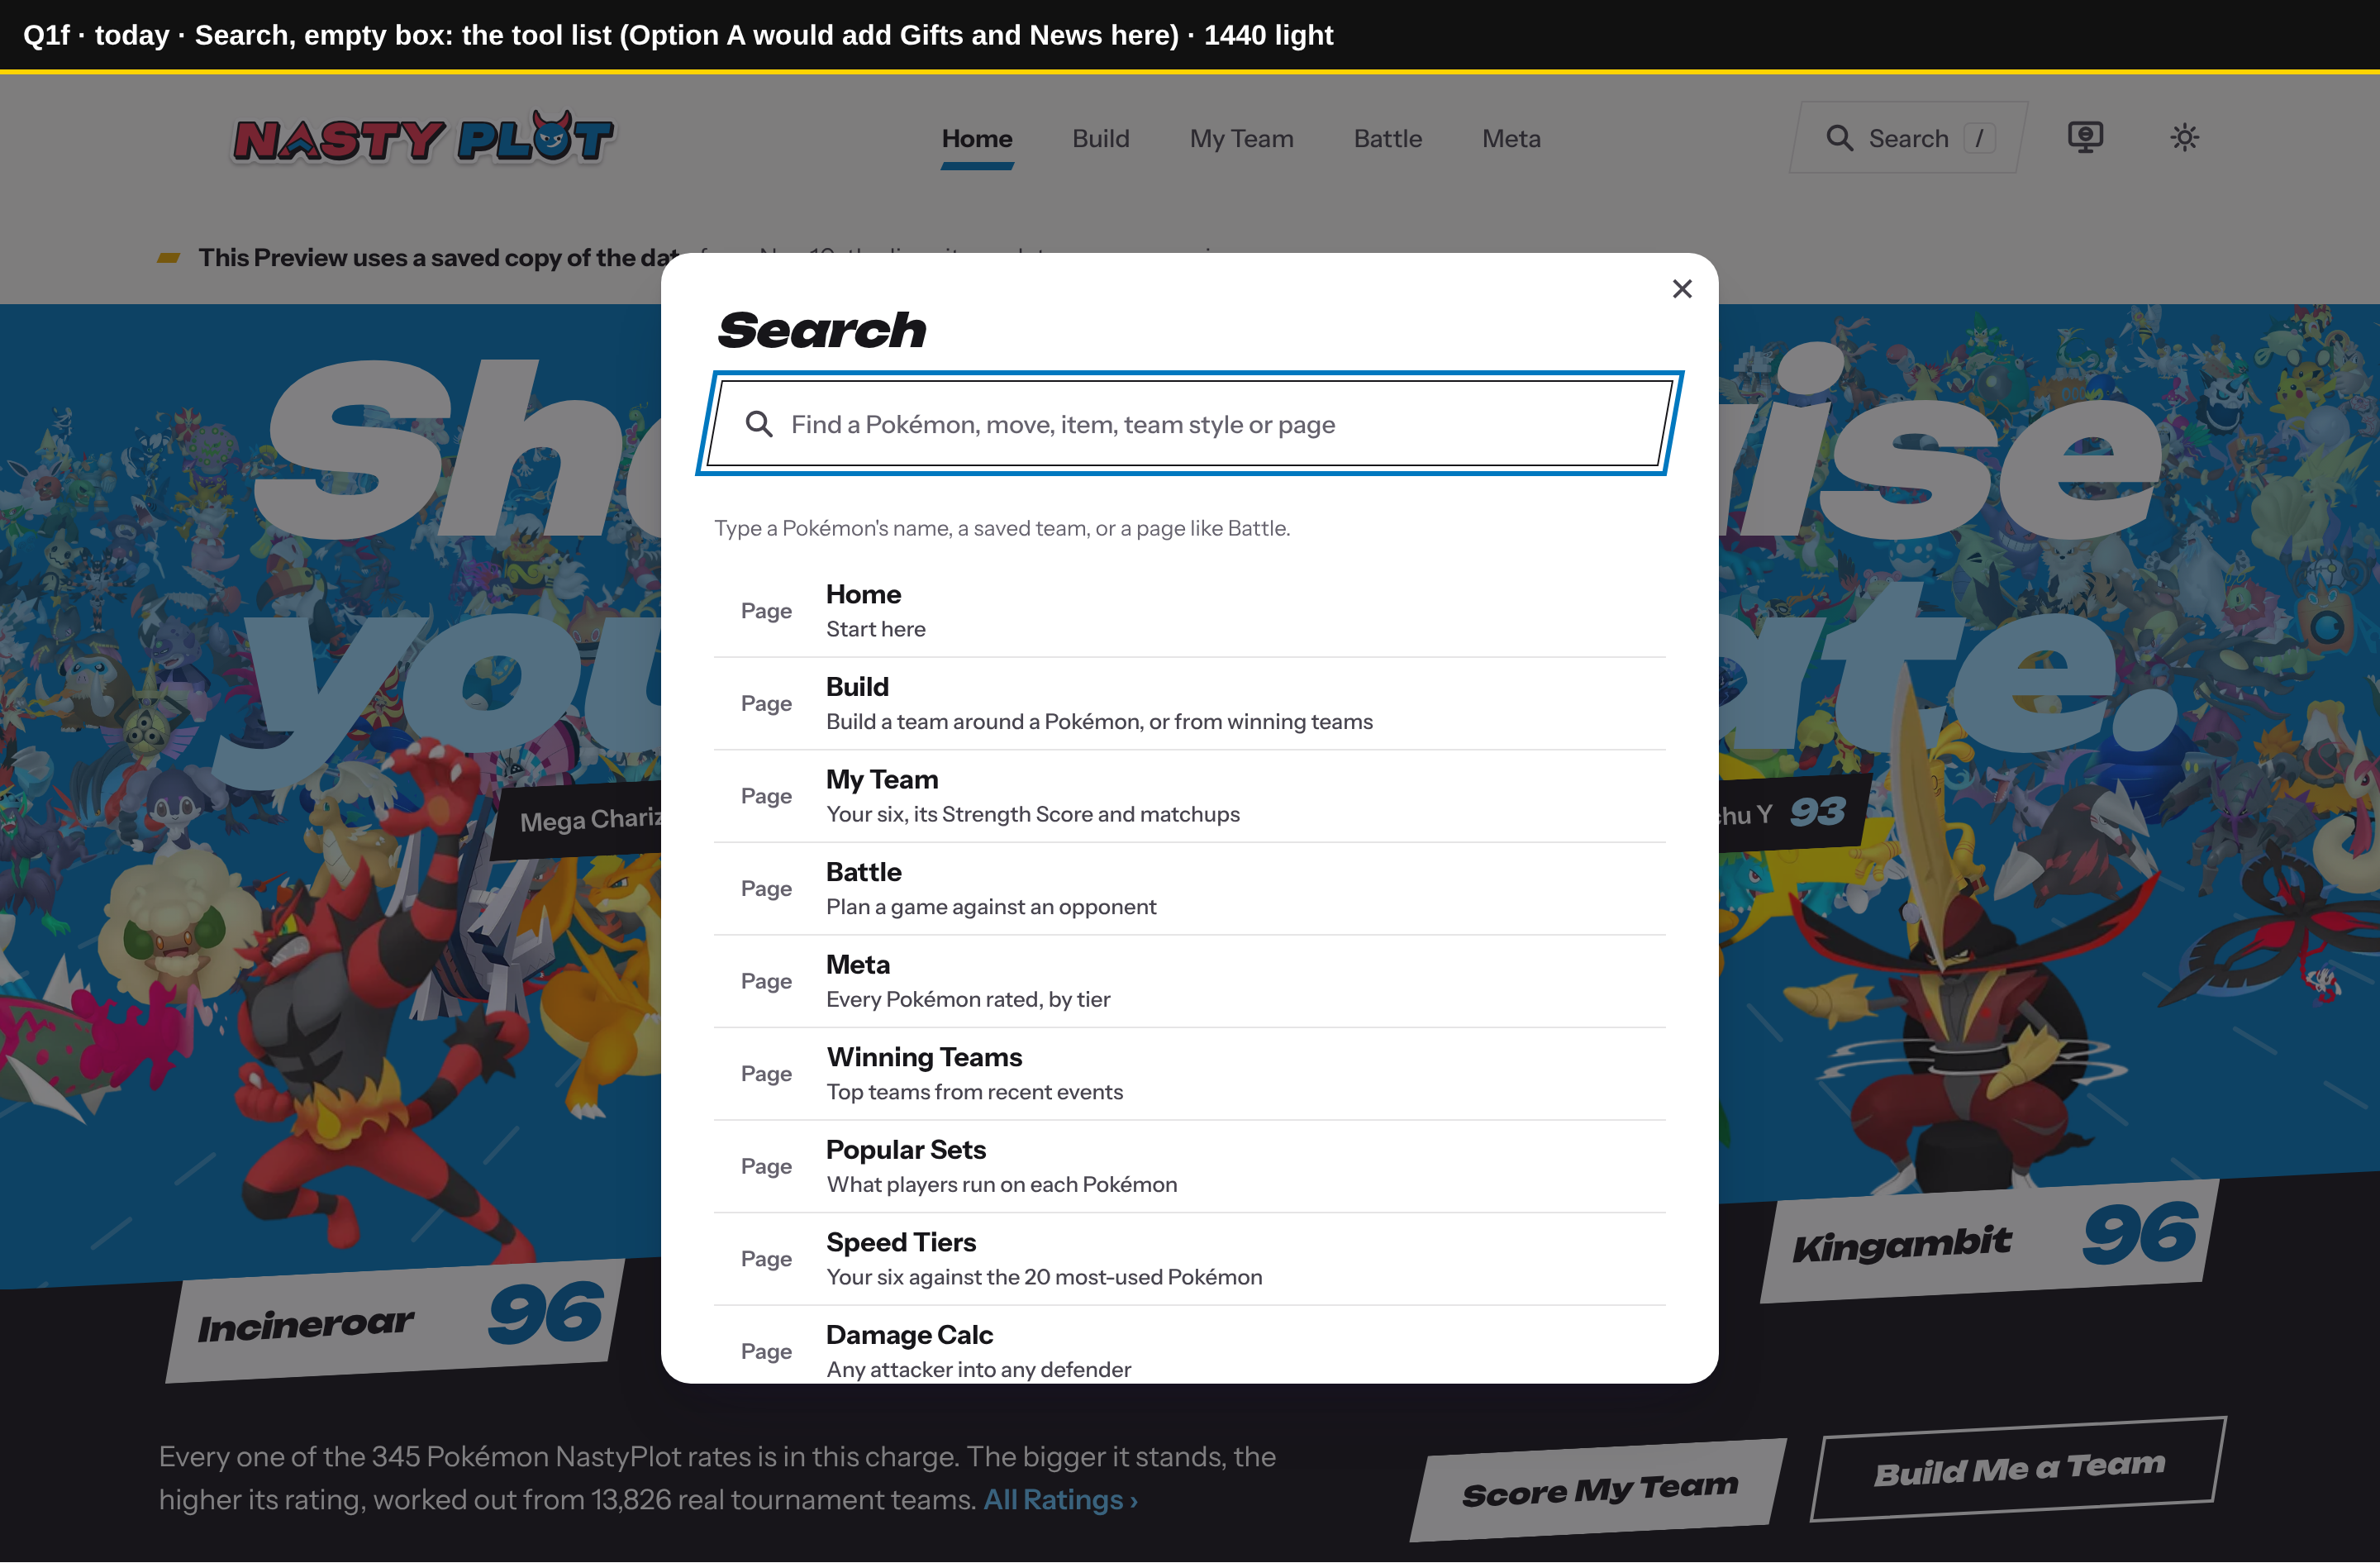 Q1f · today · Search, empty box: the tool list (Option A would add Gifts and News here) · 1440 light
NASTY PLOT
Home
Build
My Team
Battle
Meta
Search /
This Preview uses a saved copy of the
Search
Find a Pokémon, move, item, team style or page
Type a Pokémon's name, a saved team, or a page like Battle.
Page
Home
Start here
Page
Build
Build a team around a Pokémon, or from winning teams
Page
My Team
Your six, its Strength Score and matchups
Page
Battle
Plan a game against an opponent
Page
Meta
Every Pokémon rated, by tier
Page
Winning Teams
Top teams from recent events
Page
Popular Sets
What players run on each Pokémon
Page
Speed Tiers
Your six against the 20 most-used Pokémon
Page
Damage Calc
Any attacker into any defender
Mega
93
Incineroar 96
Kingambit 96
Every one of the 345 Pokémon NastyPlot rates is in this charge. The bigger it stands, the
higher its rating, worked out from 13,826 real tournament teams. All Ratings ›
Score My Team
Build Me a Team